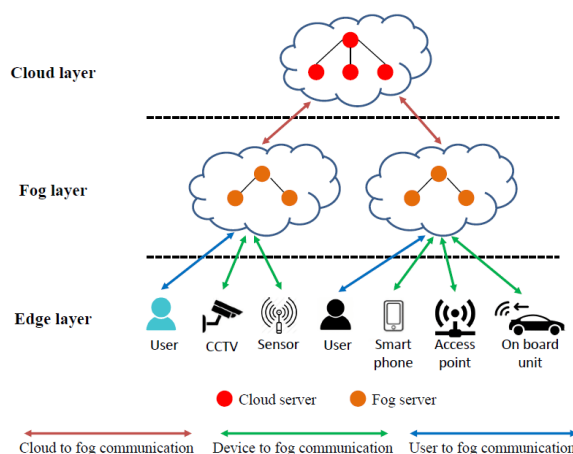 Cloud layer
Fog layer
Edge layer
User
CCTV
Sensor
User
Smart
phone
Access
point
On board
unit
Cloud server
Fog server
Cloud to fog communication
Device to fog communication
User to fog communication